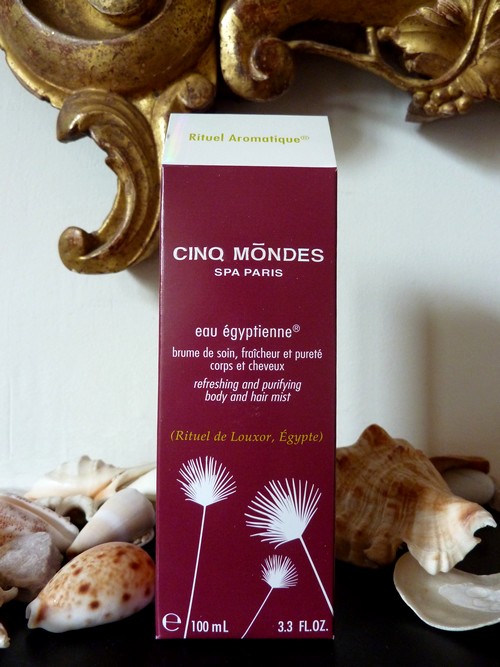 Rituel Aromatique®
CINQ MŌNDES
SPA PARIS
eau égyptienne®
brume de soin, fraîcheur et pureté
corps et cheveux
refreshing and purifying
body and hair mist
(Rituel de Louxor, Égypte)
℮ 100 mL 3.3 FL.OZ.